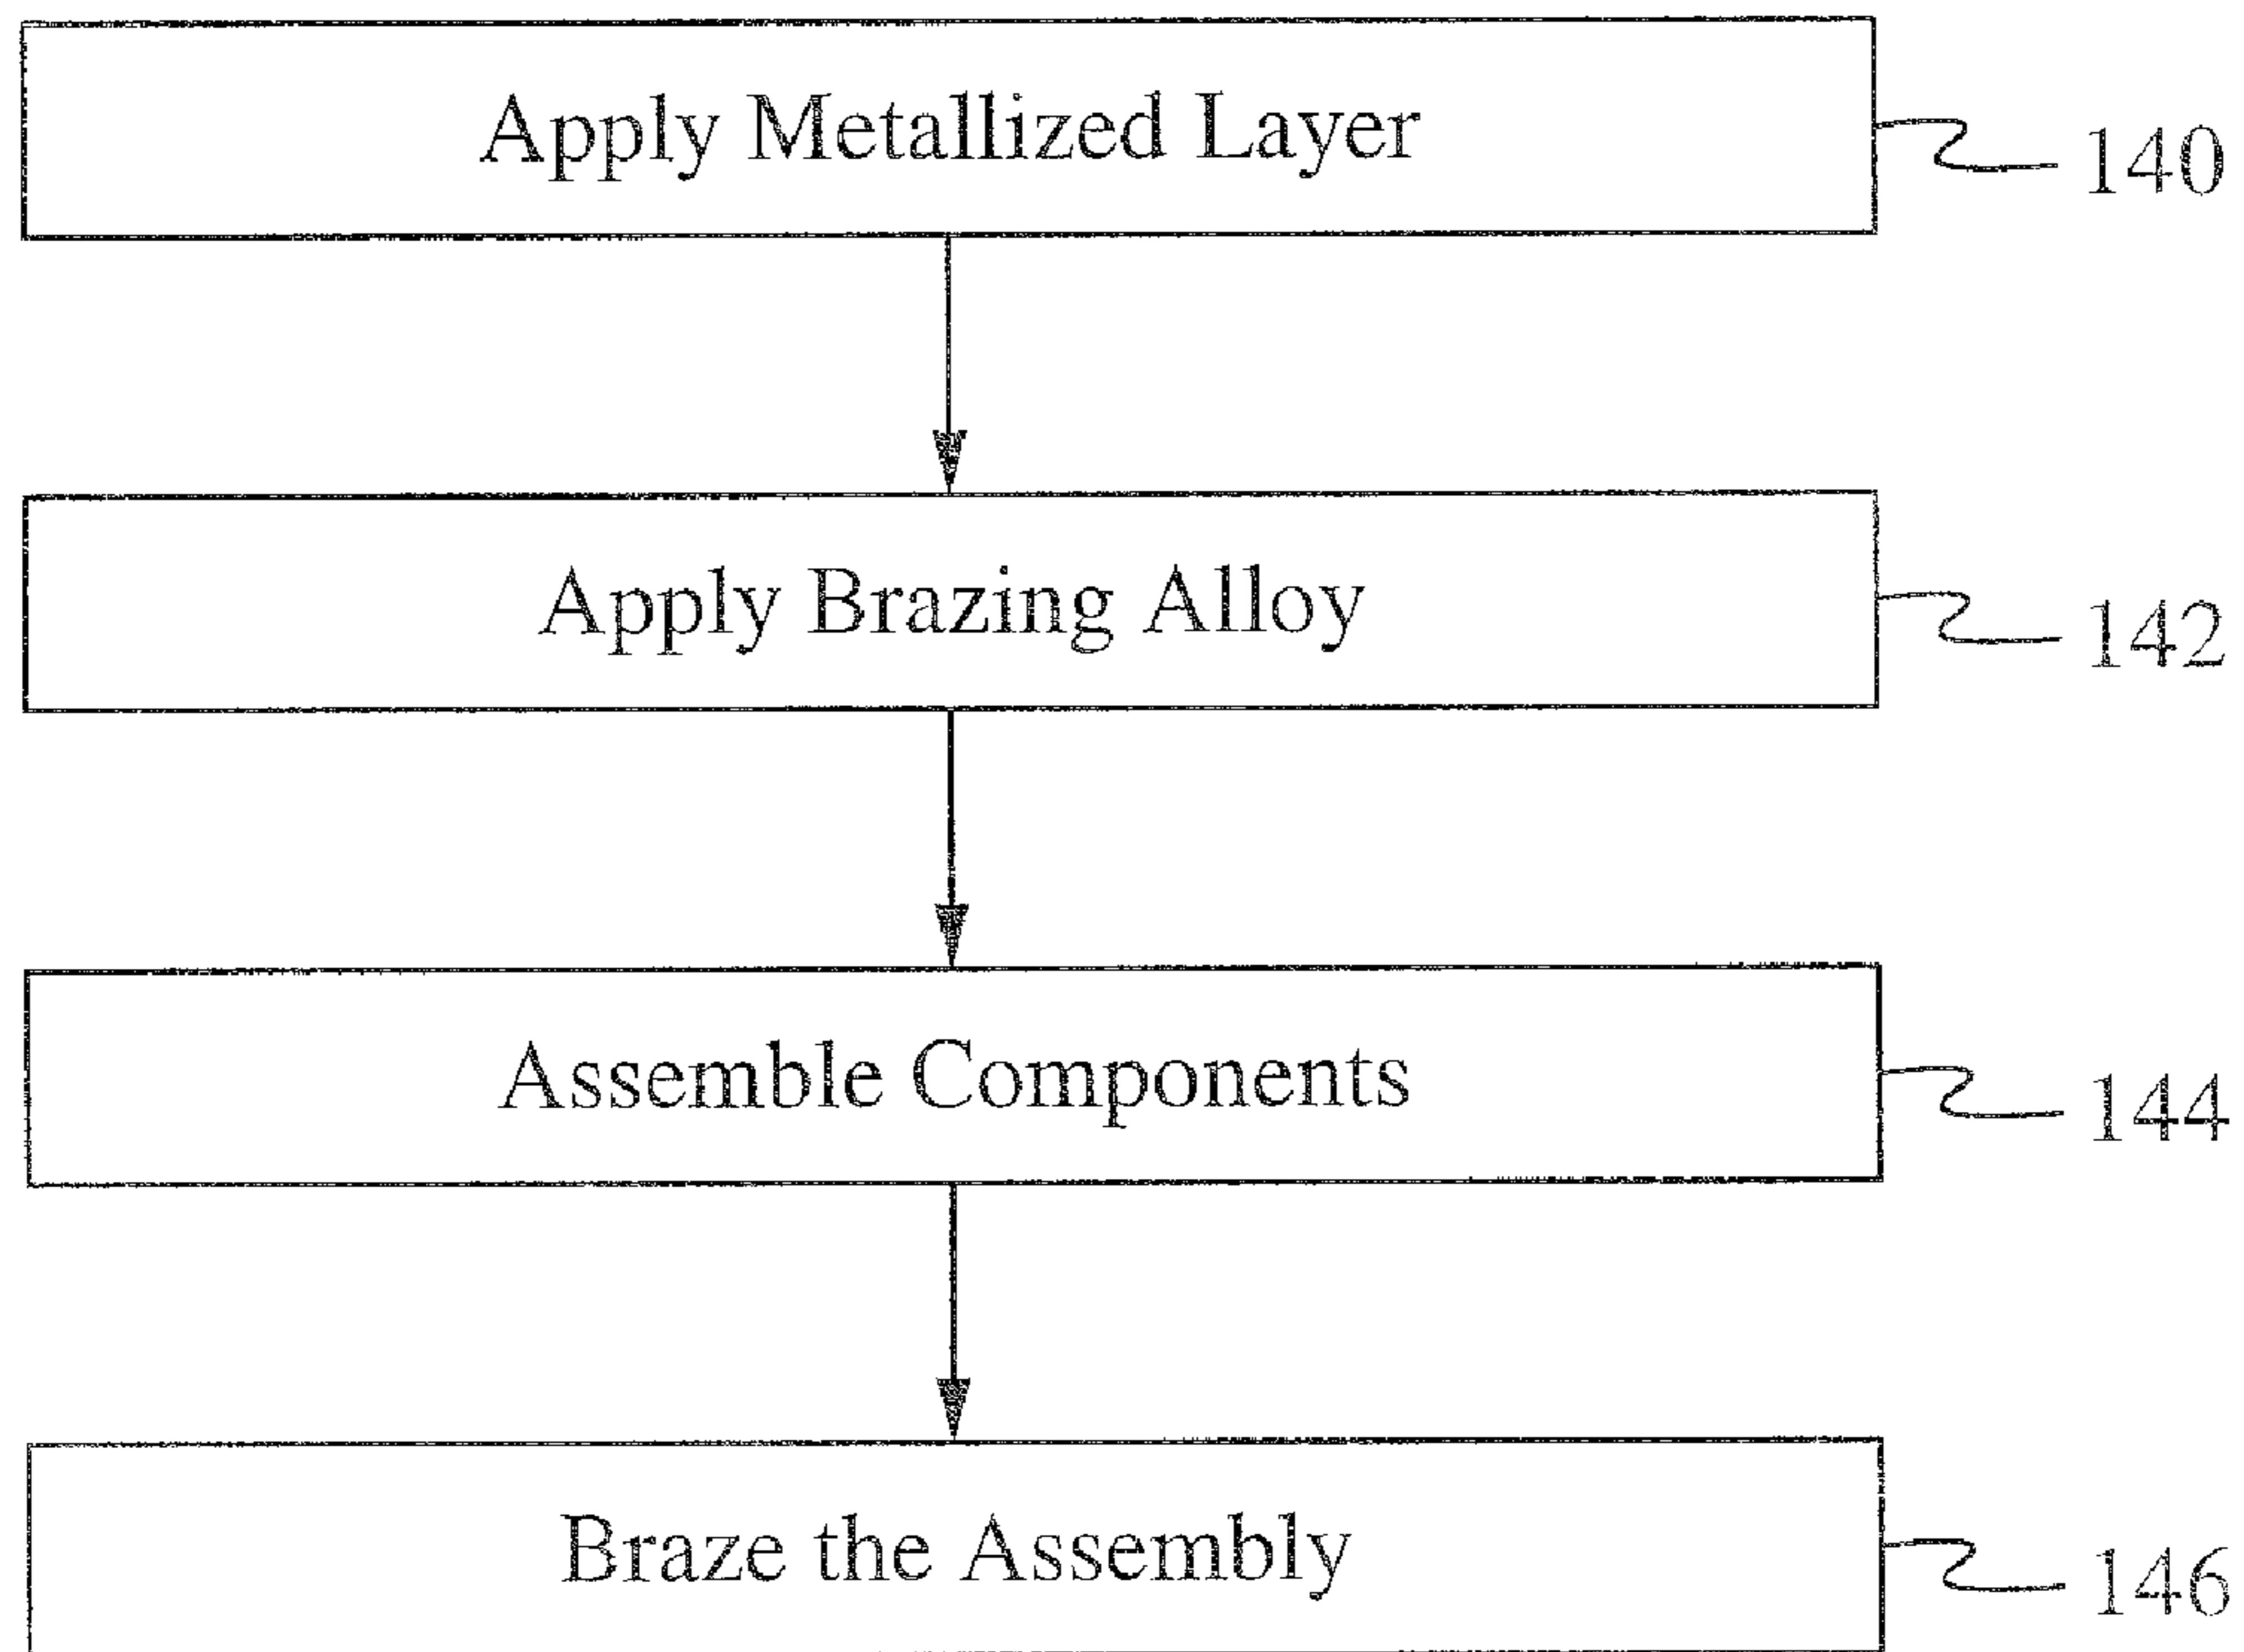 Apply Metallized Layer
140
Apply Brazing Alloy
142
Assemble Components
144
Braze the Assembly
146